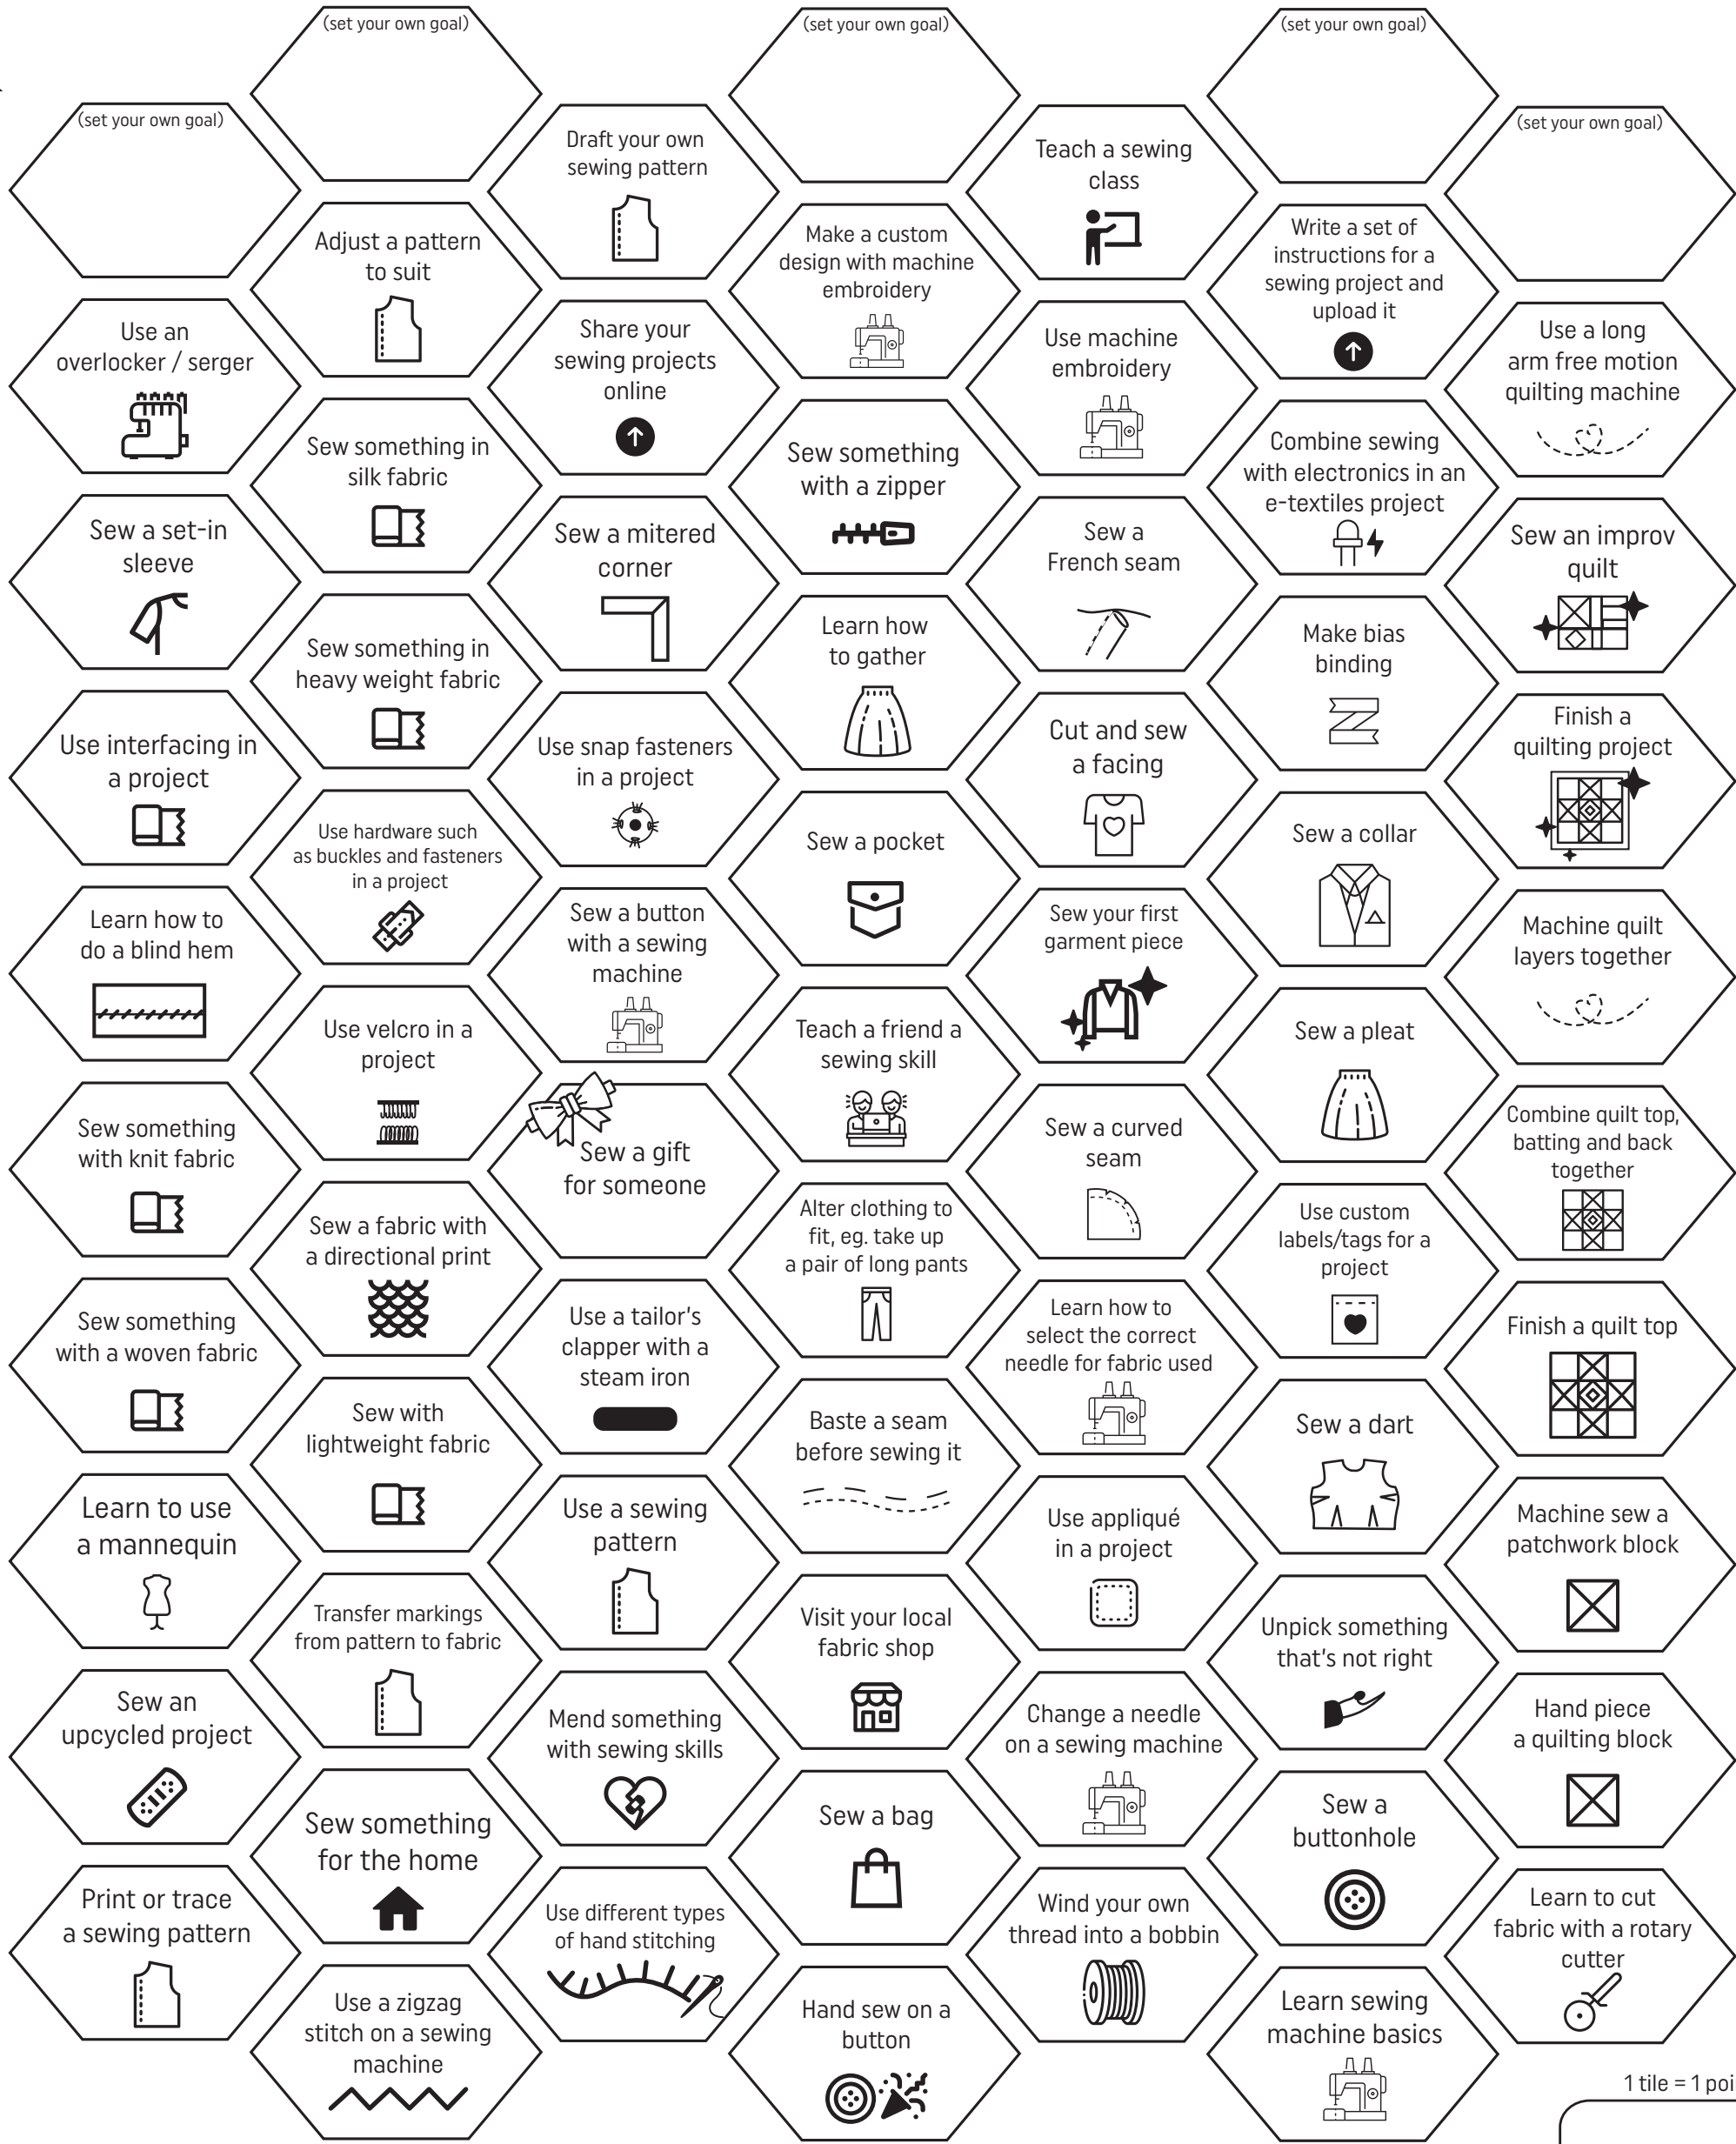 (set your own goal)
(set your own goal)
(set your own goal)
(set your own goal)
(set your own goal)
Draft your own
sewing pattern
Teach a sewing
class
Adjust a pattern
to suit
Make a custom
design with machine
embroidery
Write a set of
instructions for a
sewing project and
upload it
Use an
overlocker / serger
Share your
sewing projects
online
Use machine
embroidery
Use a long
arm free motion
quilting machine
Sew something in
silk fabric
Sew something
with a zipper
Combine sewing
with electronics in an
e-textiles project
Sew a set-in
sleeve
Sew a mitered
corner
Sew a
French seam
Sew an improv
quilt
Sew something in
heavy weight fabric
Learn how
to gather
Make bias
binding
Use interfacing in
a project
Use snap fasteners
in a project
Cut and sew
a facing
Finish a
quilting project
Use hardware such
as buckles and fasteners
in a project
Sew a pocket
Sew a collar
Learn how to
do a blind hem
Sew a button
with a sewing
machine
Sew your first
garment piece
Machine quilt
layers together
Use velcro in a
project
Teach a friend a
sewing skill
Sew a pleat
Sew something
with knit fabric
Sew a gift
for someone
Sew a curved
seam
Combine quilt top,
batting and back
together
Sew a fabric with
a directional print
Alter clothing to
fit, eg. take up
a pair of long pants
Use custom
labels/tags for a
project
Sew something
with a woven fabric
Use a tailor's
clapper with a
steam iron
Learn how to
select the correct
needle for fabric used
Finish a quilt top
Sew with
lightweight fabric
Baste a seam
before sewing it
Sew a dart
Learn to use
a mannequin
Use a sewing
pattern
Use appliqué
in a project
Machine sew a
patchwork block
Transfer markings
from pattern to fabric
Visit your local
fabric shop
Unpick something
that's not right
Sew an
upcycled project
Mend something
with sewing skills
Change a needle
on a sewing machine
Hand piece
a quilting block
Sew something
for the home
Sew a bag
Sew a
buttonhole
Print or trace
a sewing pattern
Use different types
of hand stitching
Wind your own
thread into a bobbin
Learn to cut
fabric with a rotary
cutter
Use a zigzag
stitch on a sewing
machine
Hand sew on a
button
Learn sewing
machine basics
1 tile = 1 poi